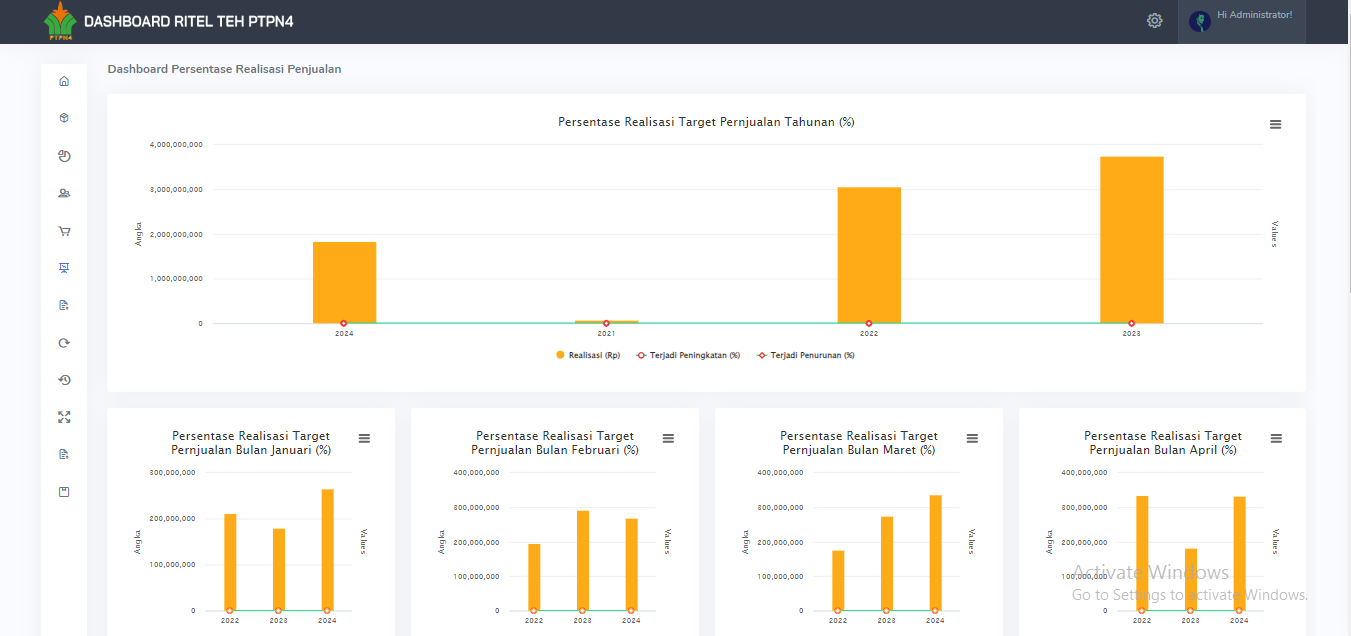 DASHBOARD RITEL TEH PTPN4
PTPN4
Hi Administrator!
Dashboard Persentase Realisasi Penjualan
Persentase Realisasi Target Pernjualan Tahunan (%)
4,000,000,000
3,000,000,000
2,000,000,000
1,000,000,000
0
Angka
Values
2024 2021 2022 2023
Realisasi (Rp) Terjadi Peningkatan (%) Terjadi Penurunan (%)
Persentase Realisasi Target
Pernjualan Bulan Januari (%)
300,000,000
200,000,000
100,000,000
0
Angka
Values
2022 2023 2024
Persentase Realisasi Target
Pernjualan Bulan Februari (%)
400,000,000
300,000,000
200,000,000
100,000,000
0
Angka
Values
2022 2023 2024
Persentase Realisasi Target
Pernjualan Bulan Maret (%)
400,000,000
300,000,000
200,000,000
100,000,000
0
Angka
Values
2022 2023 2024
Persentase Realisasi Target
Pernjualan Bulan April (%)
400,000,000
300,000,000
200,000,000
100,000,000
0
Angka
Values
2022 2023 2024
Activate Windows
Go to Settings to activate Windows.